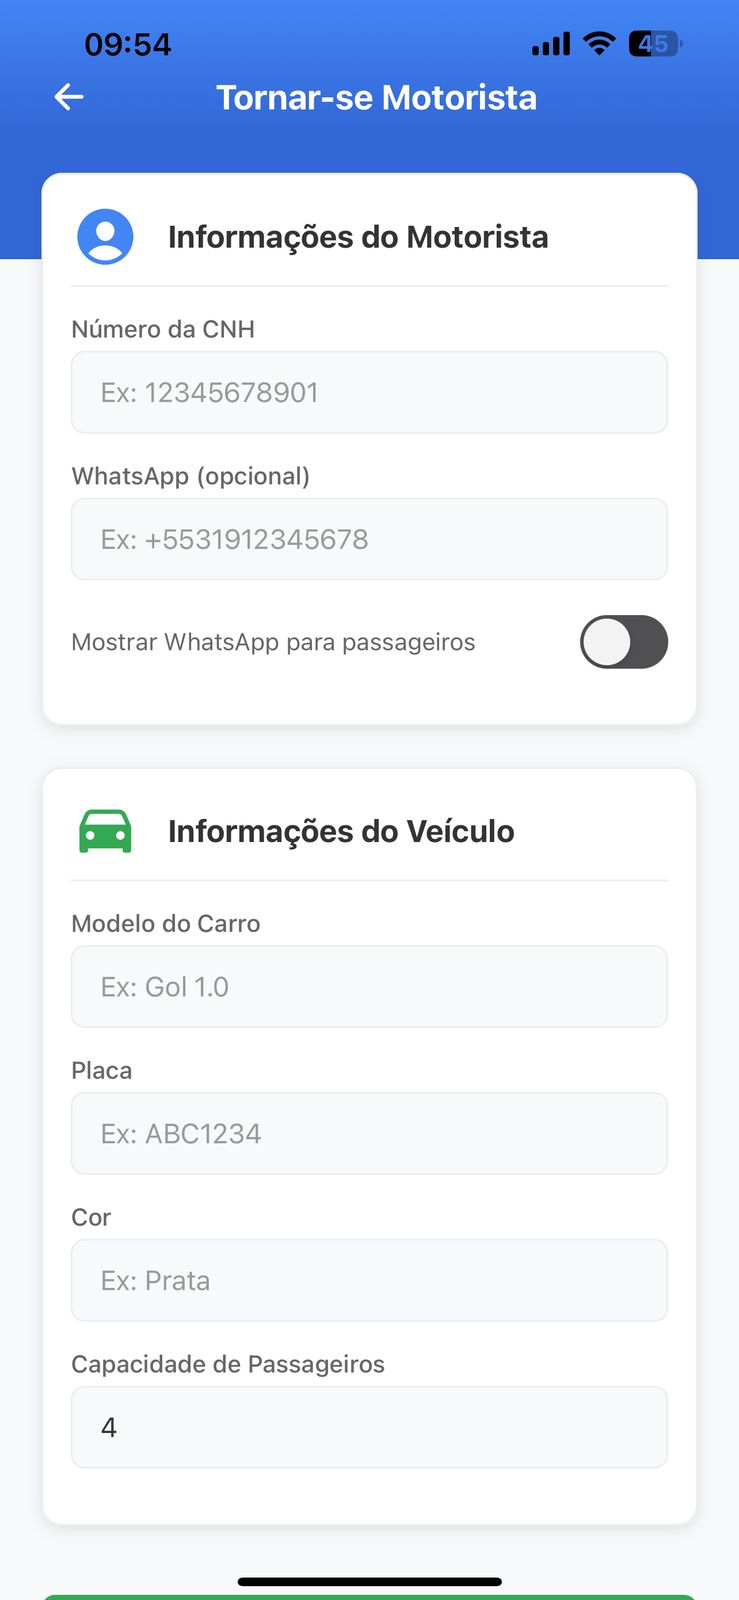 09:54
45
Tornar-se Motorista
Informações do Motorista
Número da CNH
Ex: 12345678901
WhatsApp (opcional)
Ex: +5531912345678
Mostrar WhatsApp para passageiros
Informações do Veículo
Modelo do Carro
Ex: Gol 1.0
Placa
Ex: ABC1234
Cor
Ex: Prata
Capacidade de Passageiros
4